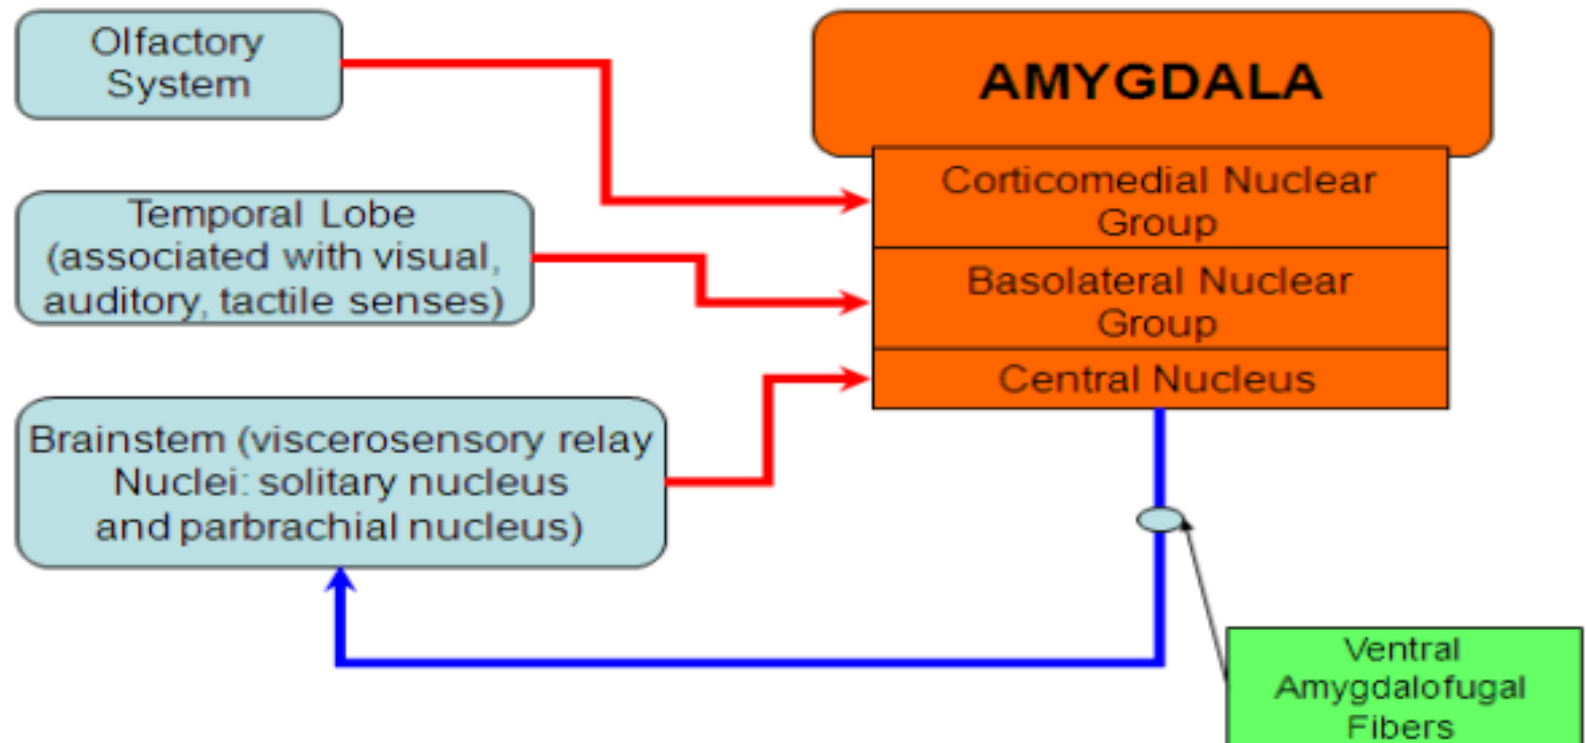 Olfactory
System
AMYGDALA
Corticomedial Nuclear
Group
Temporal Lobe
(associated with visual,
auditory, tactile senses)
Basolateral Nuclear
Group
Central Nucleus
Brainstem (viscerosensory relay
Nuclei: solitary nucleus
and parbrachial nucleus)
Ventral
Amygdalofugal
Fibers